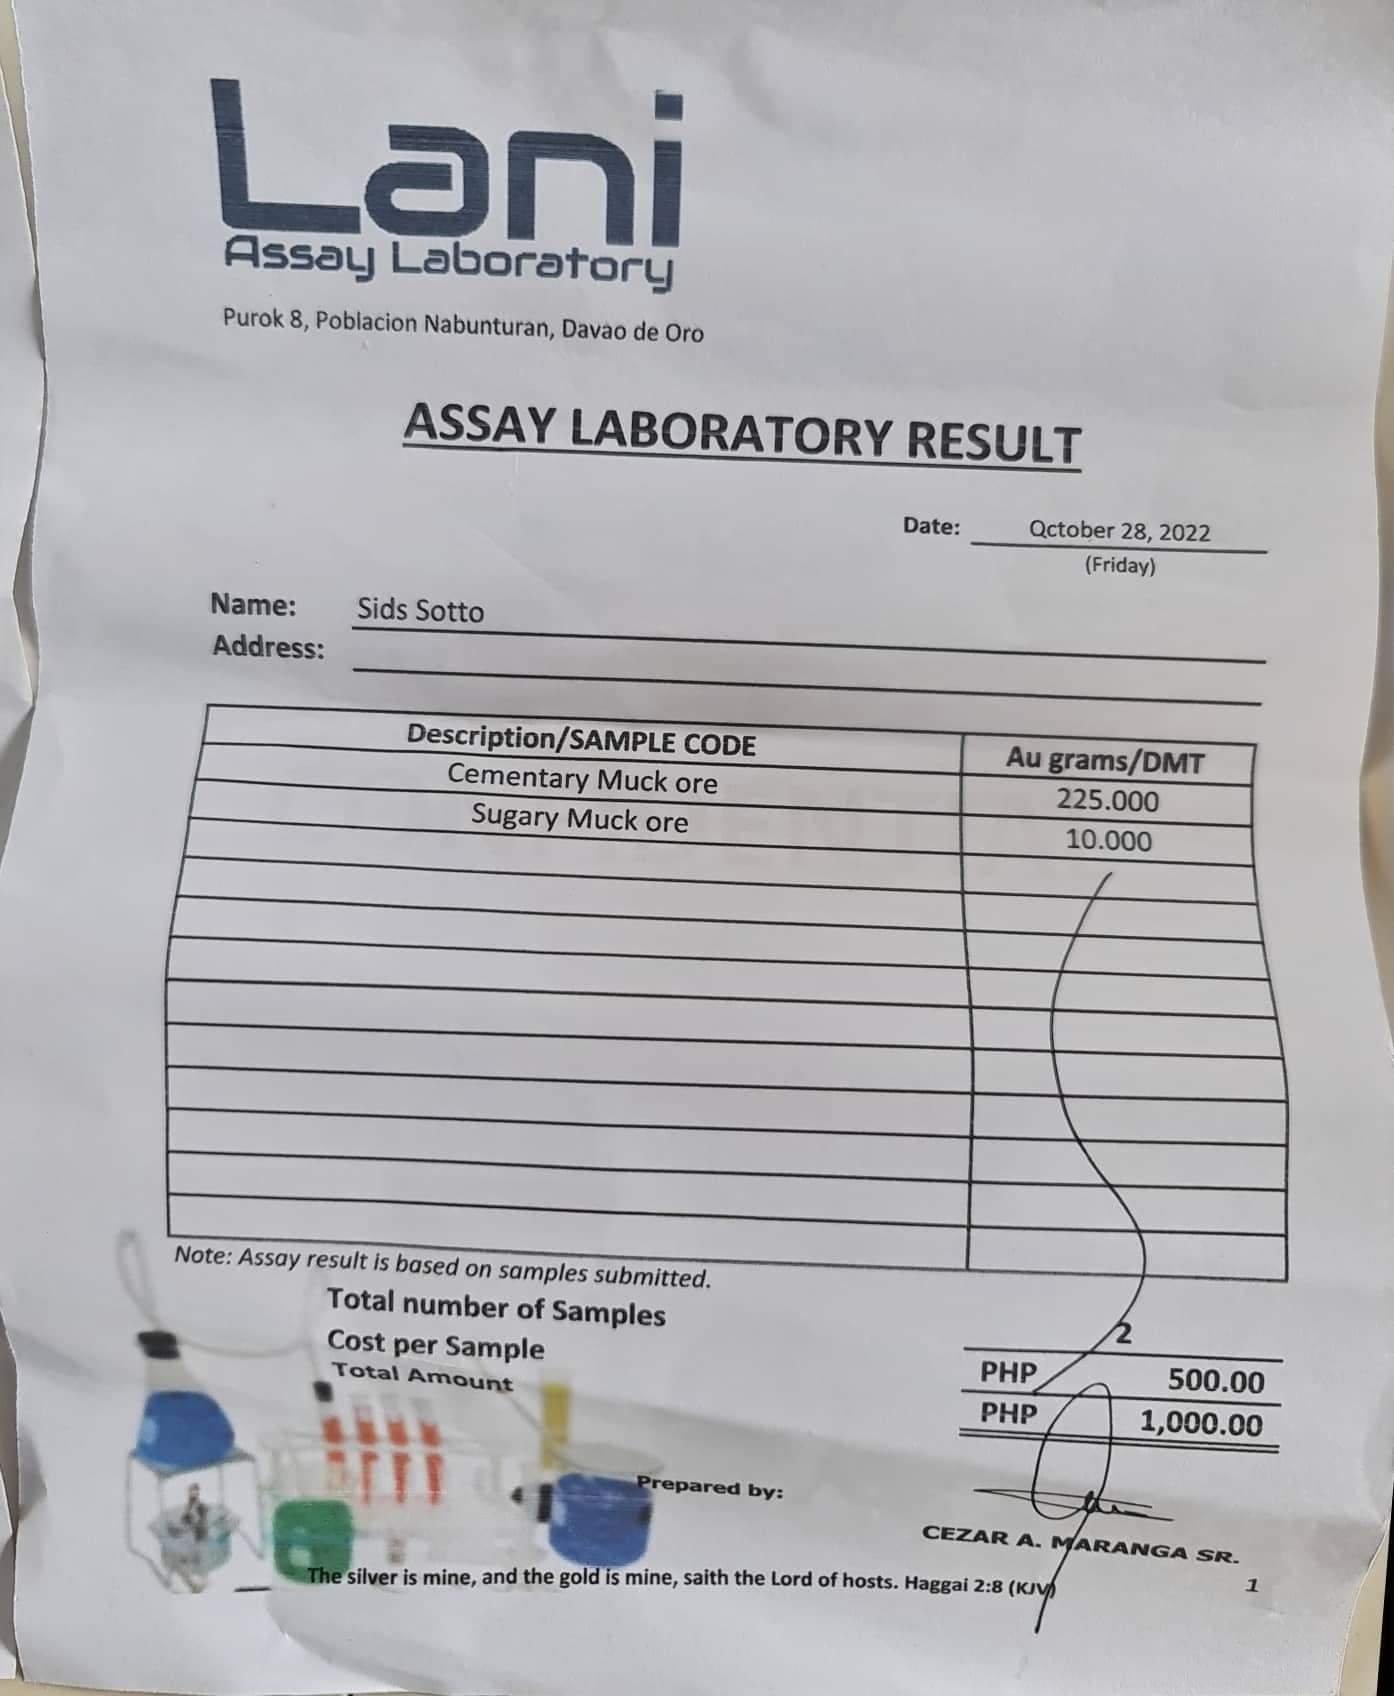 Lani
Assay Laboratory
Purok 8, Poblacion Nabunturan, Davao de Oro
ASSAY LABORATORY RESULT
Date: Qctober 28, 2022
(Friday)
Name: Sids Sotto
Address:
Description/SAMPLE CODE Au grams/DMT
Cementary Muck ore 225.000
Sugary Muck ore 10.000
Note: Assay result is based on samples submitted.
Total number of Samples 2
Cost per Sample PHP 500.00
Total Amount PHP 1,000.00
Prepared by:
CEZAR A. MARANGA SR.
The silver is mine, and the gold is mine, saith the Lord of hosts. Haggai 2:8 (KJV)
1